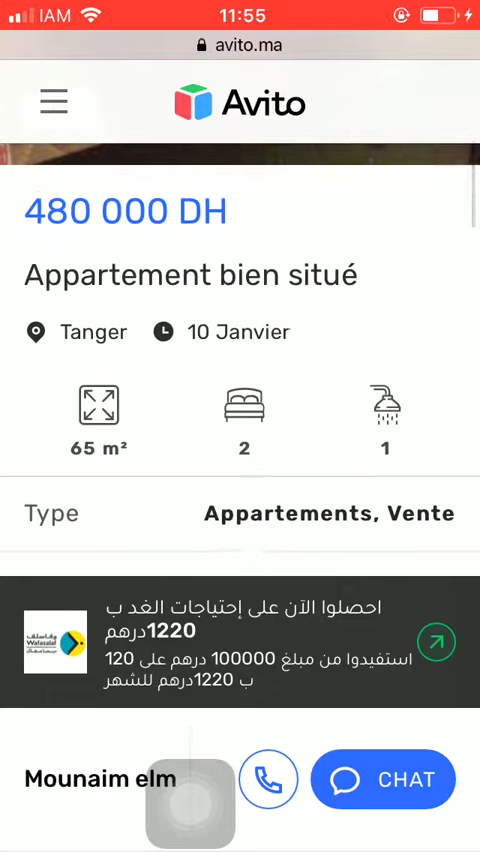 IAM 11:55
avito.ma
Avito
480 000 DH
Appartement bien situé
Tanger 10 Janvier
65 m² 2 1
Type Appartements, Vente
احصلوا الآن على إحتياجات الغد ب
1220درهم
وفاسلف
Wafasalaf
استفيدوا من مبلغ 100000 درهم على 120
ب 1220درهم للشهر
Mounaim elm CHAT